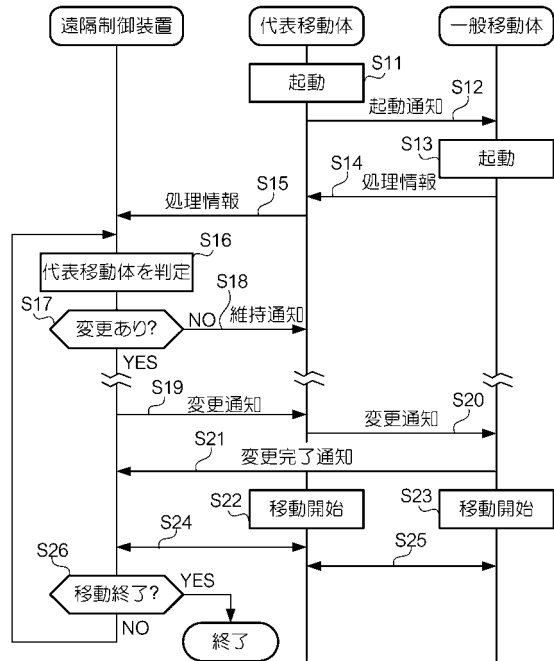 遠隔制御装置
代表移動体
一般移動体
S11
起動
S12
起動通知
S13
起動
S14
処理情報
S15
処理情報
S16
代表移動体を判定
S17
変更あり?
NO
S18
維持通知
YES
S19
変更通知
S20
変更通知
S21
変更完了通知
S22
移動開始
S23
移動開始
S24
S25
S26
移動終了?
YES
NO
終了